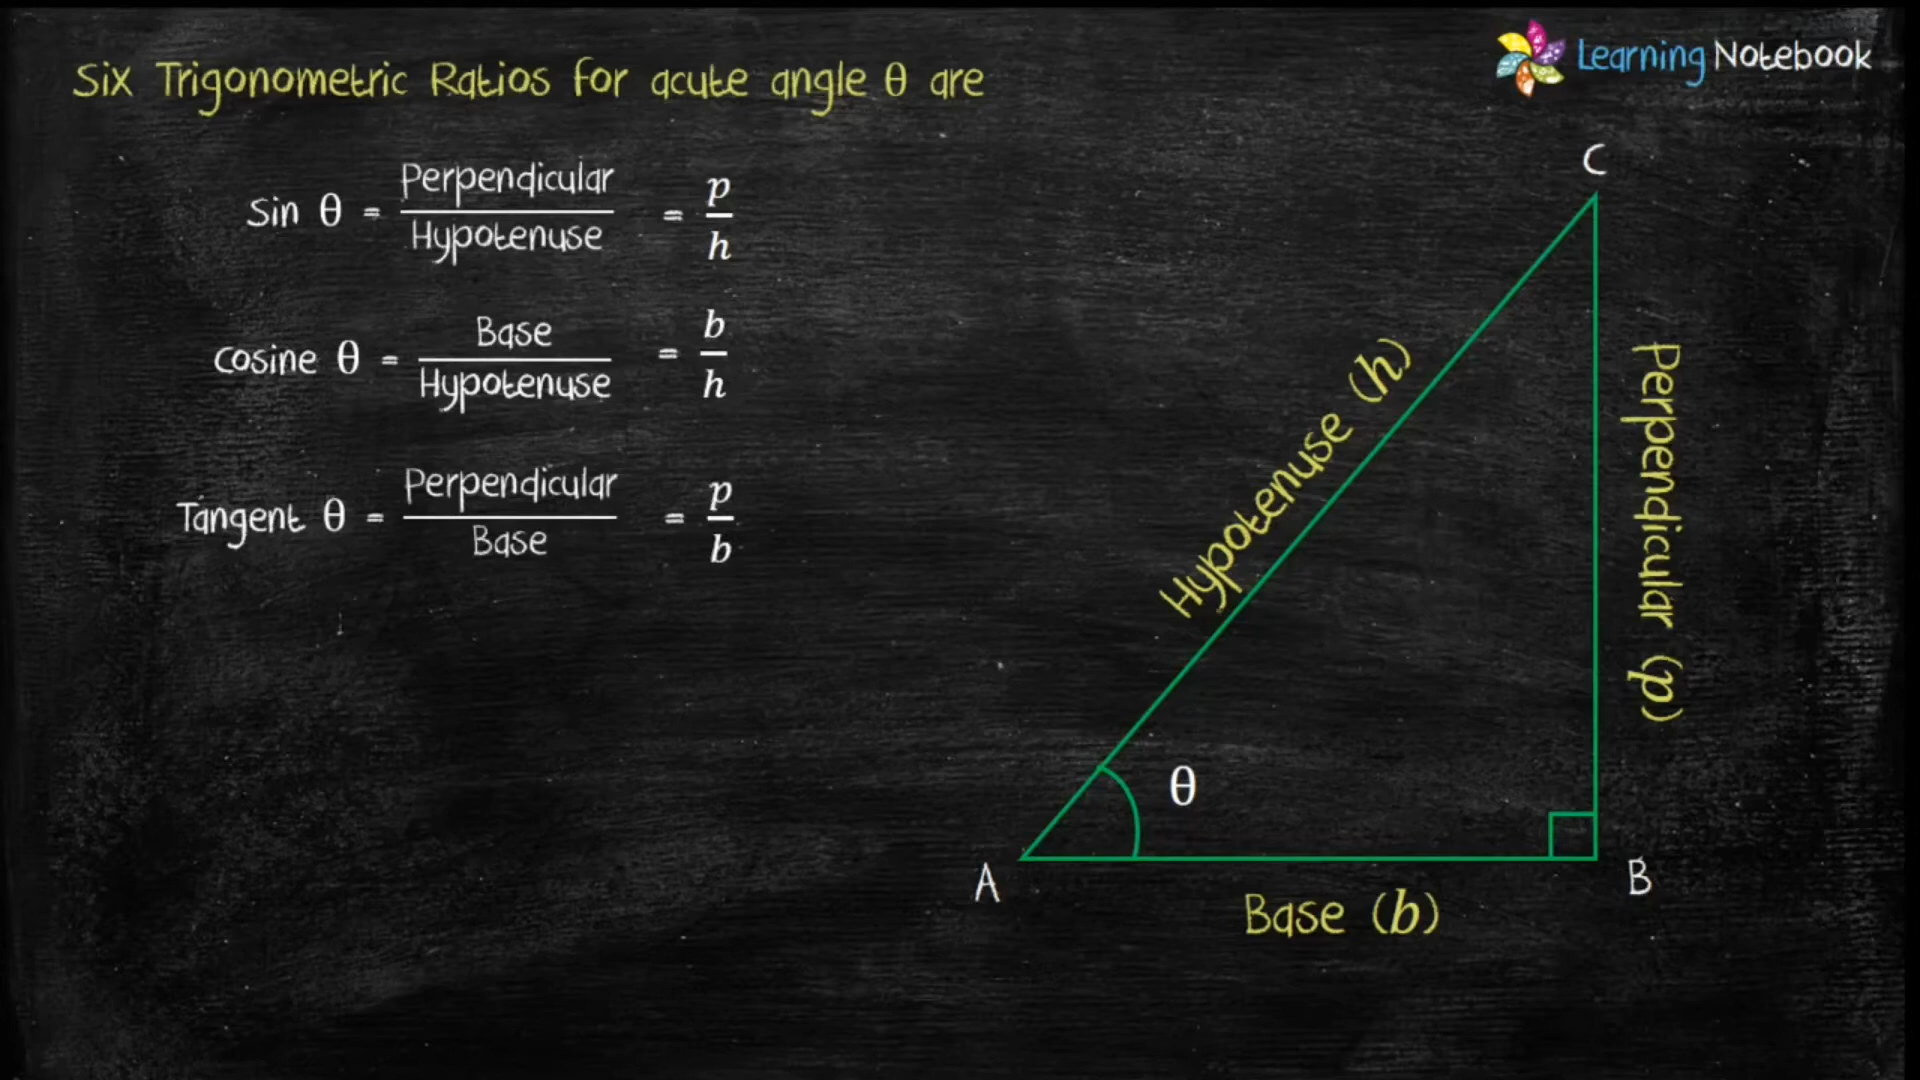 Six Trigonometric Ratios for acute angle θ are
Learning Notebook
Sin θ = Perpendicular / Hypotenuse = p / h
Cosine θ = Base / Hypotenuse = b / h
Tangent θ = Perpendicular / Base = p / b
C
Hypotenuse (h)
Perpendicular (p)
θ
A
B
Base (b)